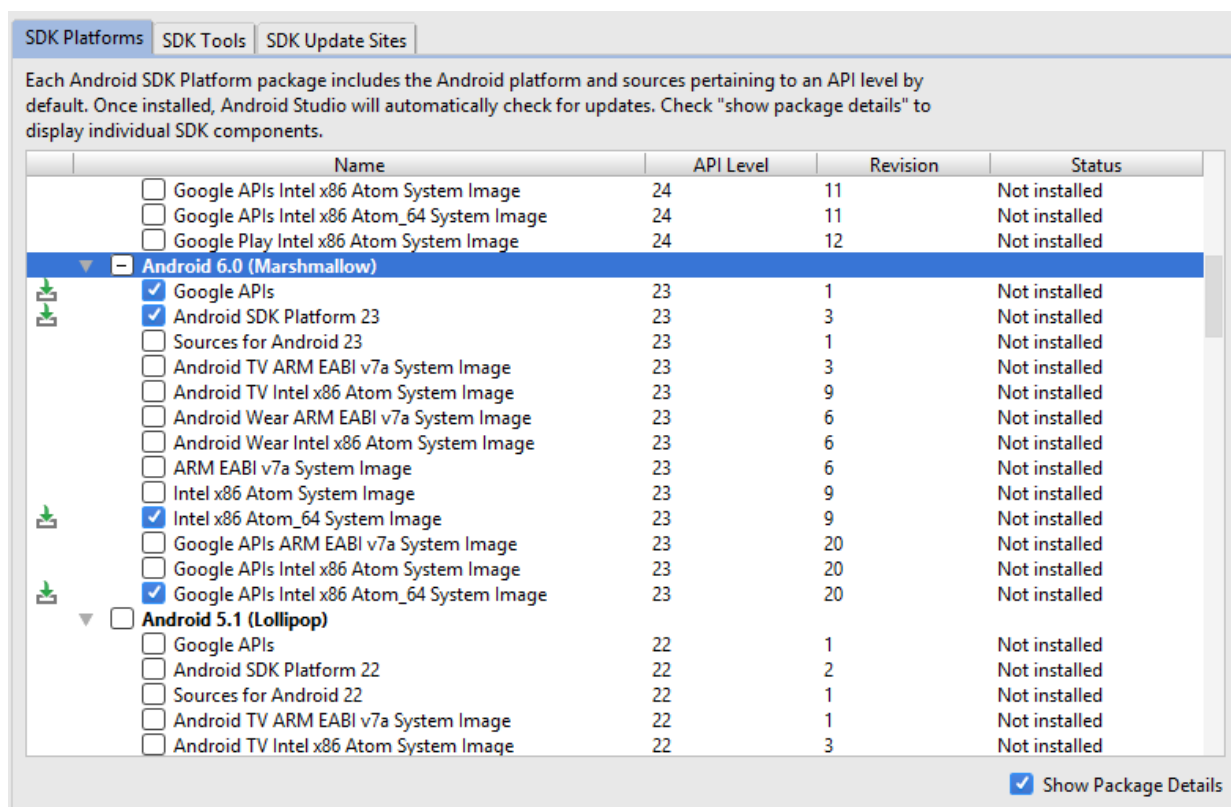 SDK Platforms SDK Tools SDK Update Sites
Each Android SDK Platform package includes the Android platform and sources pertaining to an API level by
default. Once installed, Android Studio will automatically check for updates. Check "show package details" to
display individual SDK components.
Name API Level Revision Status
Google APIs Intel x86 Atom System Image 24 11 Not installed
Google APIs Intel x86 Atom_64 System Image 24 11 Not installed
Google Play Intel x86 Atom System Image 24 12 Not installed
Android 6.0 (Marshmallow)
Google APIs 23 1 Not installed
Android SDK Platform 23 23 3 Not installed
Sources for Android 23 23 1 Not installed
Android TV ARM EABI v7a System Image 23 3 Not installed
Android TV Intel x86 Atom System Image 23 9 Not installed
Android Wear ARM EABI v7a System Image 23 6 Not installed
Android Wear Intel x86 Atom System Image 23 6 Not installed
ARM EABI v7a System Image 23 6 Not installed
Intel x86 Atom System Image 23 9 Not installed
Intel x86 Atom_64 System Image 23 9 Not installed
Google APIs ARM EABI v7a System Image 23 20 Not installed
Google APIs Intel x86 Atom System Image 23 20 Not installed
Google APIs Intel x86 Atom_64 System Image 23 20 Not installed
Android 5.1 (Lollipop)
Google APIs 22 1 Not installed
Android SDK Platform 22 22 2 Not installed
Sources for Android 22 22 1 Not installed
Android TV ARM EABI v7a System Image 22 1 Not installed
Android TV Intel x86 Atom System Image 22 3 Not installed
Show Package Details